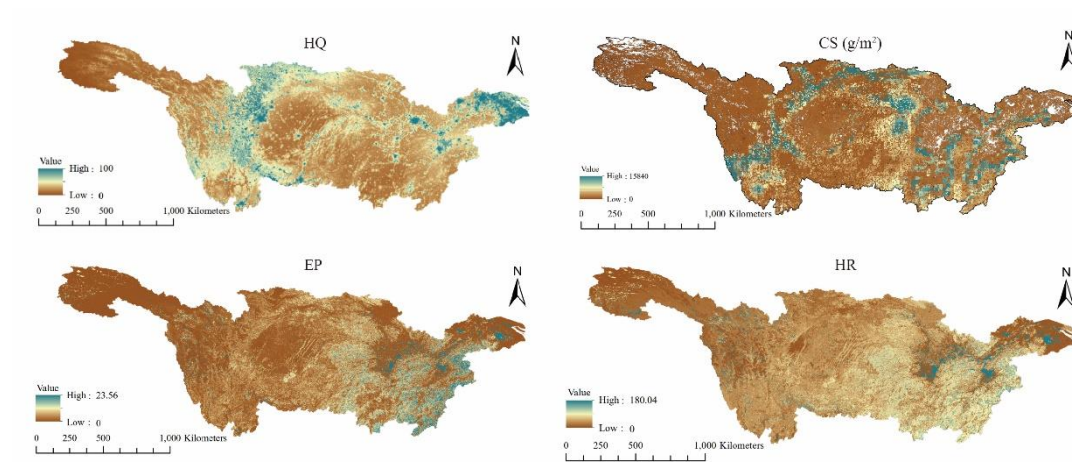 HQ
N
Value
High : 100
Low : 0
0 500 1,000 Kilometers
CS (g/m²)
N
Value
High : 15840
Low : 0
0 250 500 1,000 Kilometers
EP
N
Value
High : 23.56
Low : 0
0 250 500 1,000 Kilometers
HR
N
Value
High : 180.04
Low : 0
0 250 500 1,000 Kilometers